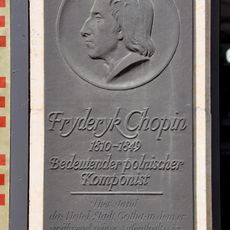 Fryderyk Chopin
1810-1849
Bedeutender polnischer
Komponist
Hier stand
das Hotel Stadt Gotha, in dem er